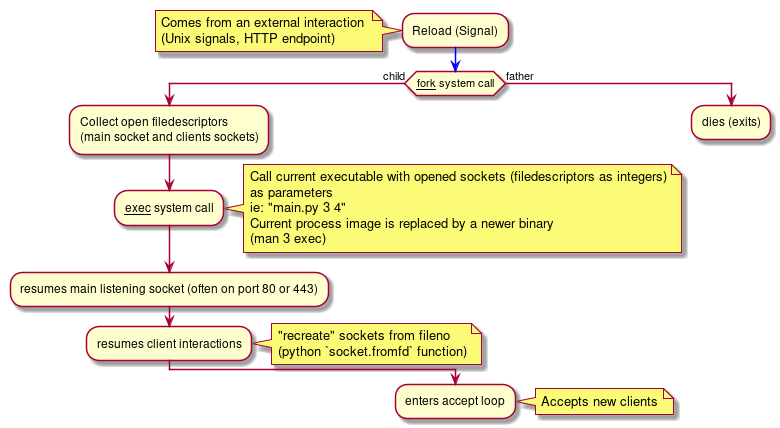 Comes from an external interaction
(Unix signals, HTTP endpoint)
Reload (Signal)
child
fork system call
father
Collect open filedescriptors
(main socket and clients sockets)
dies (exits)
exec system call
Call current executable with opened sockets (filedescriptors as integers)
as parameters
ie: "main.py 3 4"
Current process image is replaced by a newer binary
(man 3 exec)
resumes main listening socket (often on port 80 or 443)
resumes client interactions
"recreate" sockets from fileno
(python `socket.fromfd` function)
enters accept loop
Accepts new clients